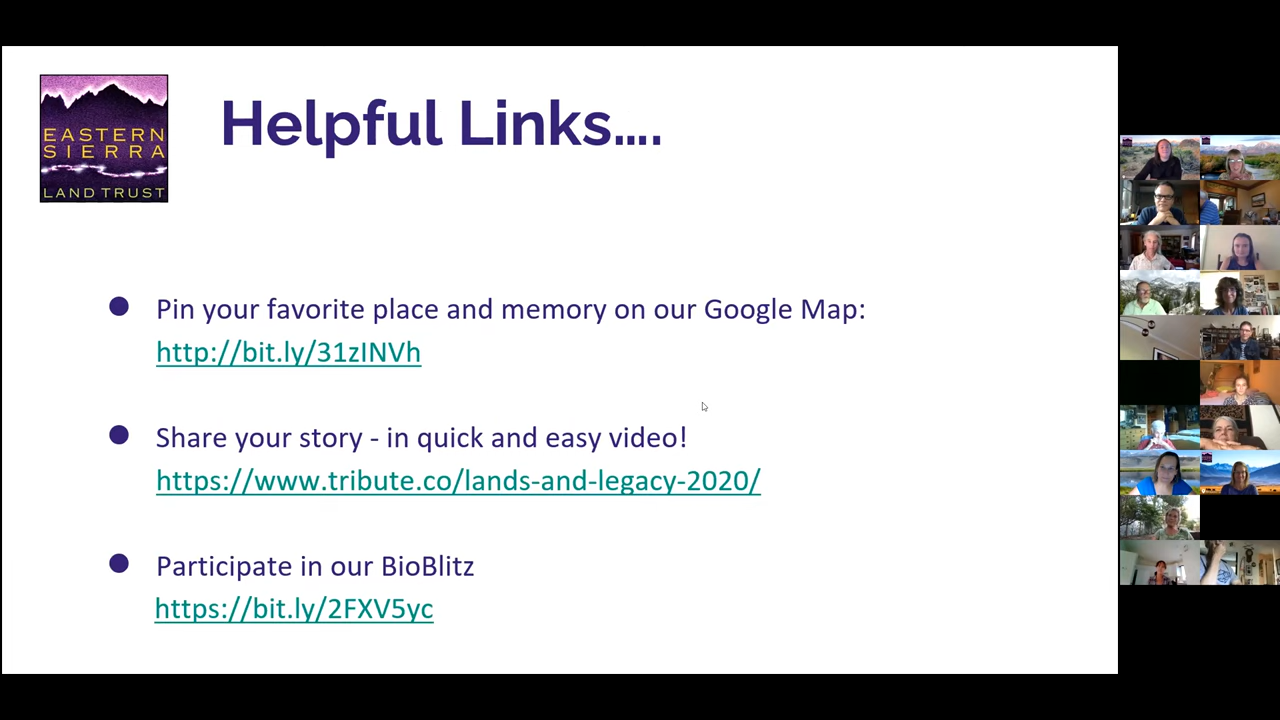 EASTERN
SIERRA
LAND TRUST
Helpful Links….
● Pin your favorite place and memory on our Google Map:
http://bit.ly/31zINVh
● Share your story - in quick and easy video!
https://www.tribute.co/lands-and-legacy-2020/
● Participate in our BioBlitz
https://bit.ly/2FXV5yc